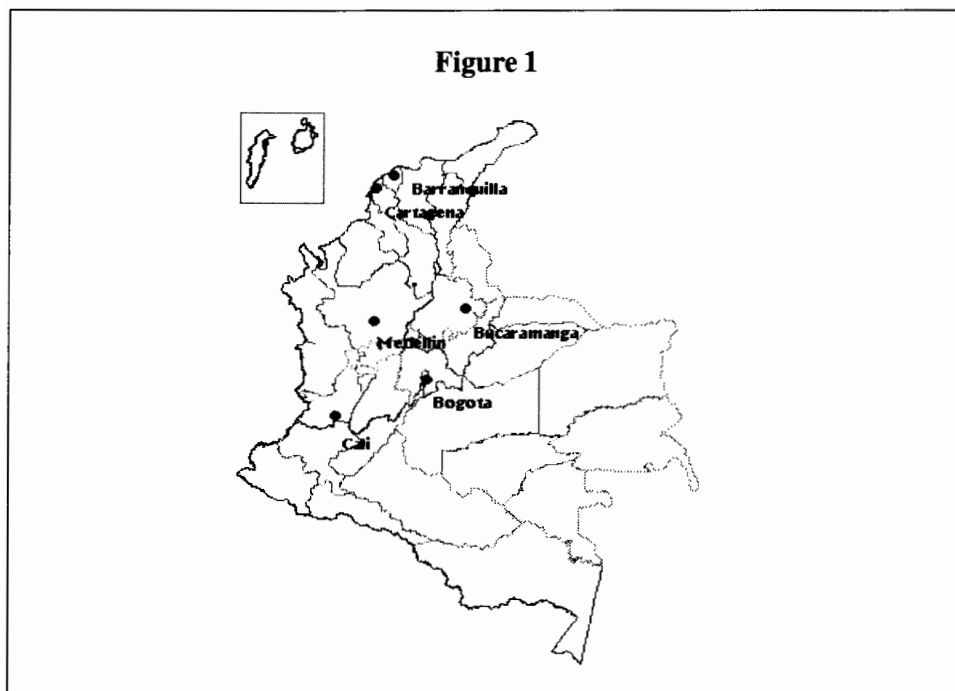 Figure 1
Barranquilla
Cartagena
Bucaramanga
Medellin
Bogota
Cali